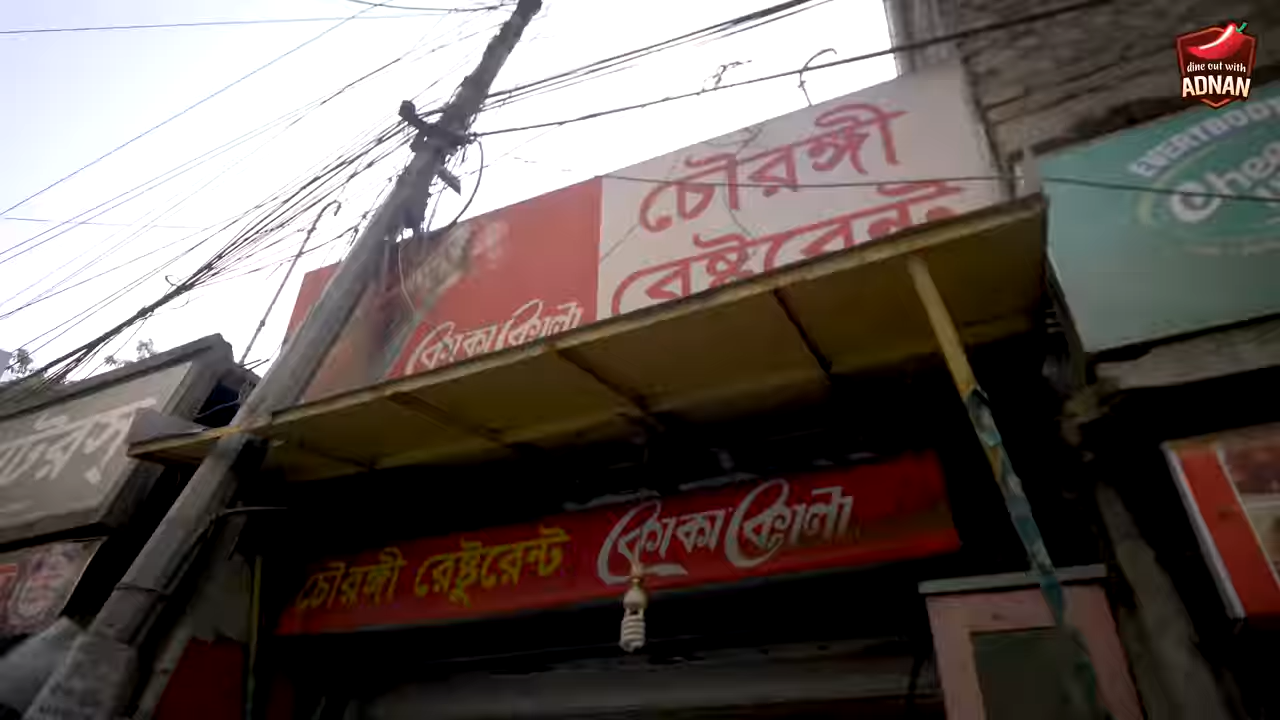 dine out with
ADNAN
চৌরঙ্গী
রেষ্টুরেন্ট
কোকা কোলা
EVERYBODY
চৌরঙ্গী রেষ্টুরেন্ট
কোকা কোলা